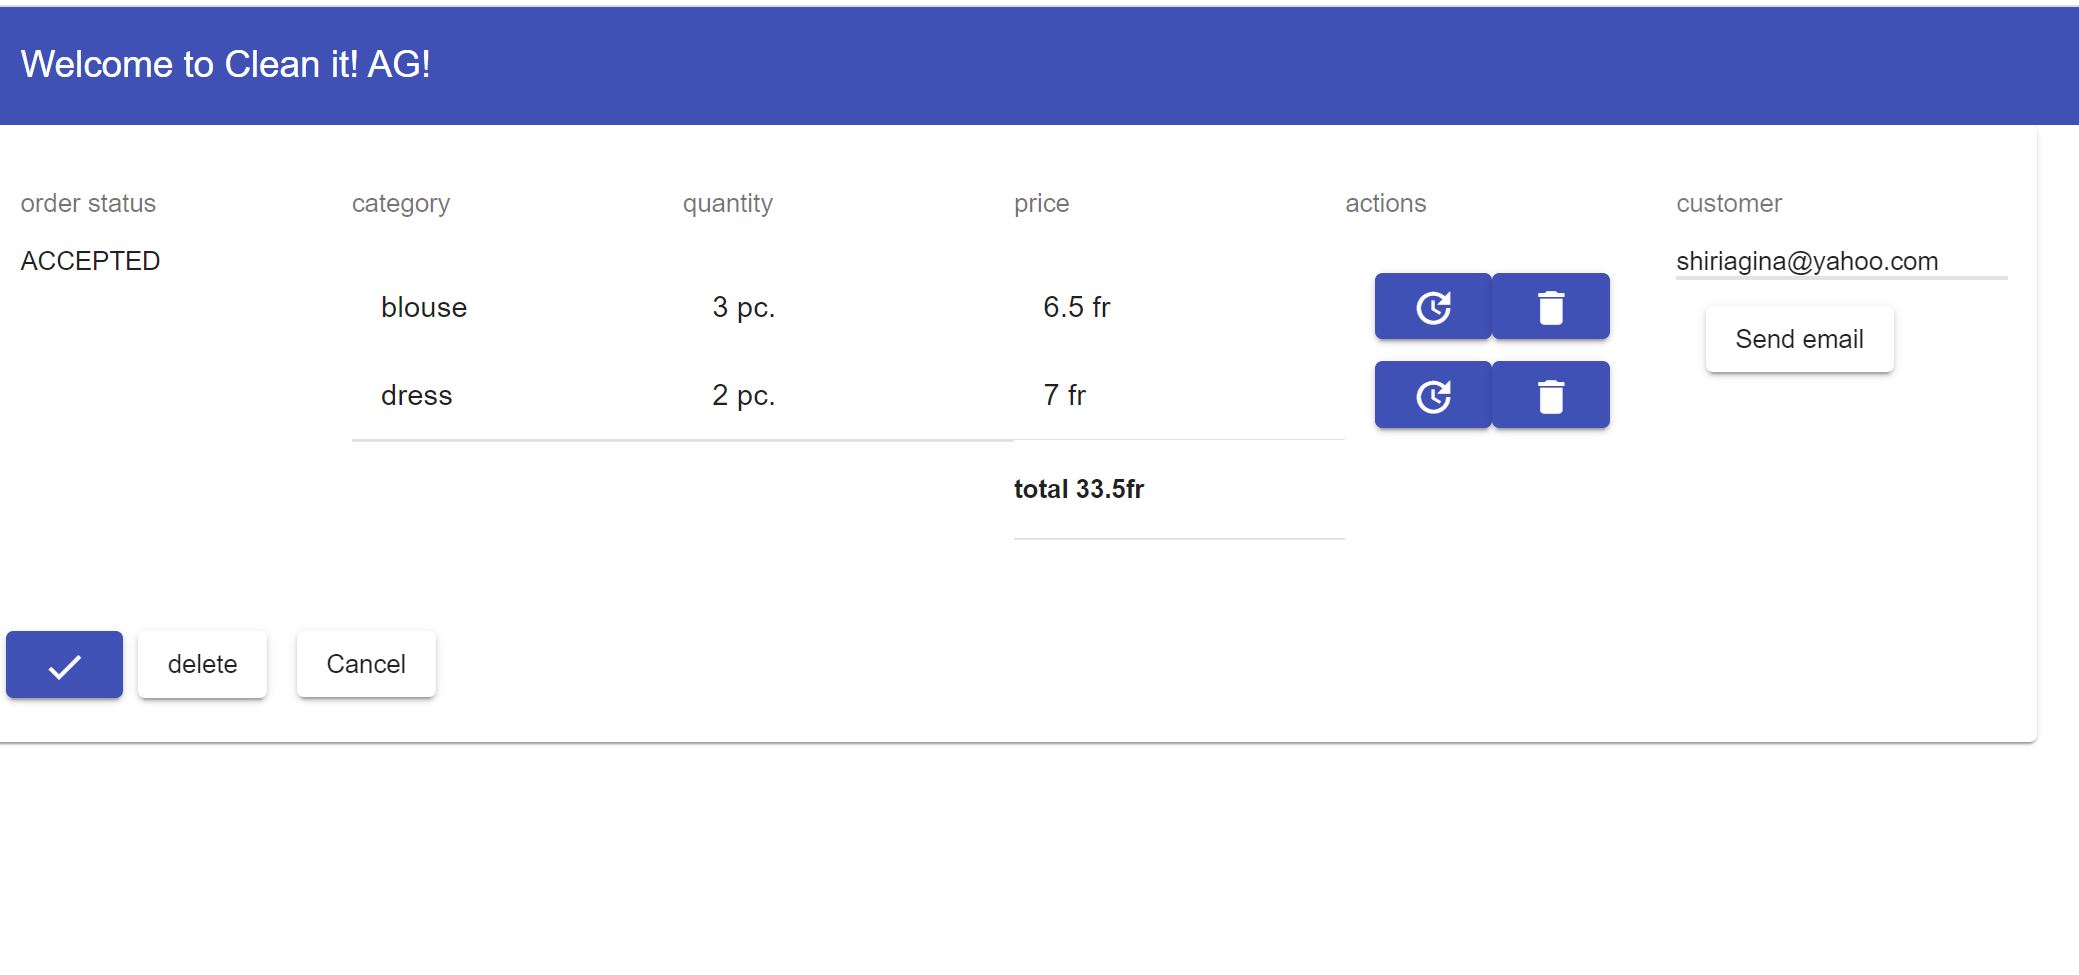 Welcome to Clean it! AG!
order status category quantity price actions customer
ACCEPTED shiriagina@yahoo.com
blouse 3 pc. 6.5 fr
Send email
dress 2 pc. 7 fr
total 33.5fr
delete Cancel